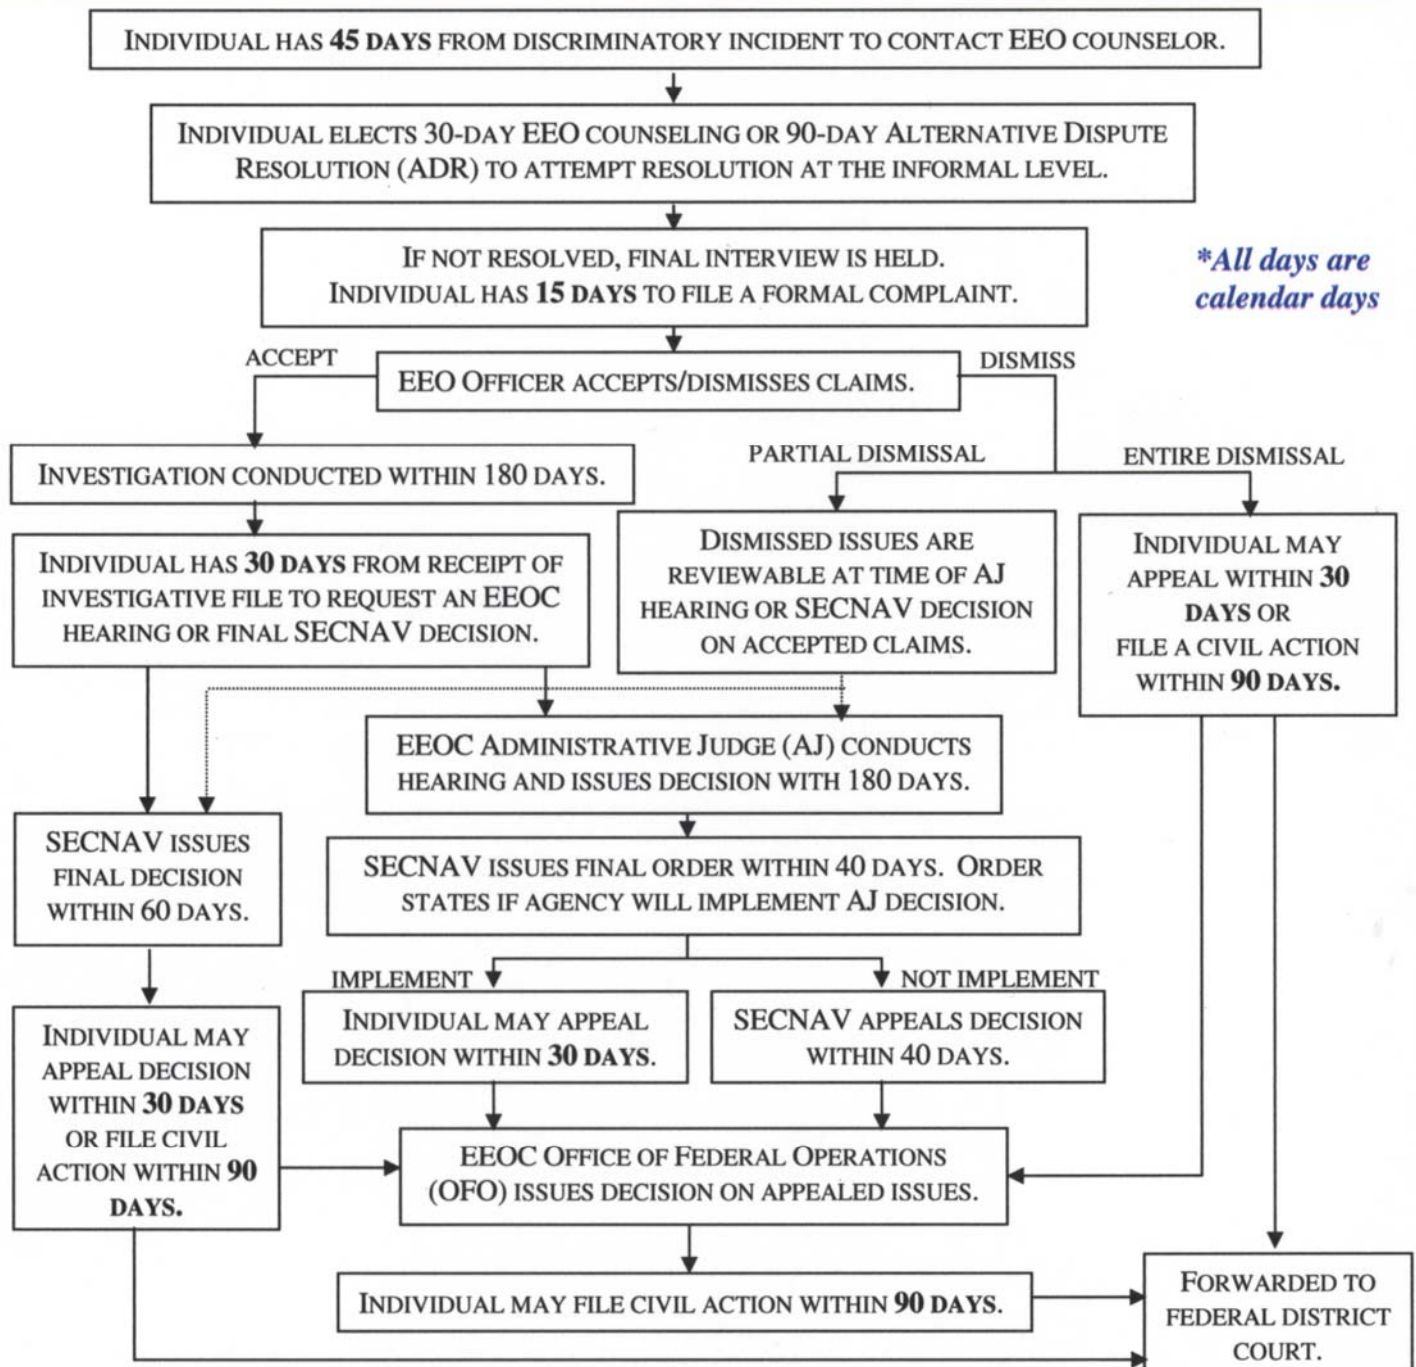 INDIVIDUAL HAS 45 DAYS FROM DISCRIMINATORY INCIDENT TO CONTACT EEO COUNSELOR.
INDIVIDUAL ELECTS 30-DAY EEO COUNSELING OR 90-DAY ALTERNATIVE DISPUTE
RESOLUTION (ADR) TO ATTEMPT RESOLUTION AT THE INFORMAL LEVEL.
IF NOT RESOLVED, FINAL INTERVIEW IS HELD.
INDIVIDUAL HAS 15 DAYS TO FILE A FORMAL COMPLAINT.
*All days are
calendar days
ACCEPT
EEO OFFICER ACCEPTS/DISMISSES CLAIMS.
DISMISS
INVESTIGATION CONDUCTED WITHIN 180 DAYS.
PARTIAL DISMISSAL
ENTIRE DISMISSAL
INDIVIDUAL HAS 30 DAYS FROM RECEIPT OF
INVESTIGATIVE FILE TO REQUEST AN EEOC
HEARING OR FINAL SECNAV DECISION.
DISMISSED ISSUES ARE
REVIEWABLE AT TIME OF AJ
HEARING OR SECNAV DECISION
ON ACCEPTED CLAIMS.
INDIVIDUAL MAY
APPEAL WITHIN 30
DAYS OR
FILE A CIVIL ACTION
WITHIN 90 DAYS.
EEOC ADMINISTRATIVE JUDGE (AJ) CONDUCTS
HEARING AND ISSUES DECISION WITH 180 DAYS.
SECNAV ISSUES
FINAL DECISION
WITHIN 60 DAYS.
SECNAV ISSUES FINAL ORDER WITHIN 40 DAYS. ORDER
STATES IF AGENCY WILL IMPLEMENT AJ DECISION.
IMPLEMENT
NOT IMPLEMENT
INDIVIDUAL MAY APPEAL
DECISION WITHIN 30 DAYS.
SECNAV APPEALS DECISION
WITHIN 40 DAYS.
INDIVIDUAL MAY
APPEAL DECISION
WITHIN 30 DAYS
OR FILE CIVIL
ACTION WITHIN 90
DAYS.
EEOC OFFICE OF FEDERAL OPERATIONS
(OFO) ISSUES DECISION ON APPEALED ISSUES.
INDIVIDUAL MAY FILE CIVIL ACTION WITHIN 90 DAYS.
FORWARDED TO
FEDERAL DISTRICT
COURT.